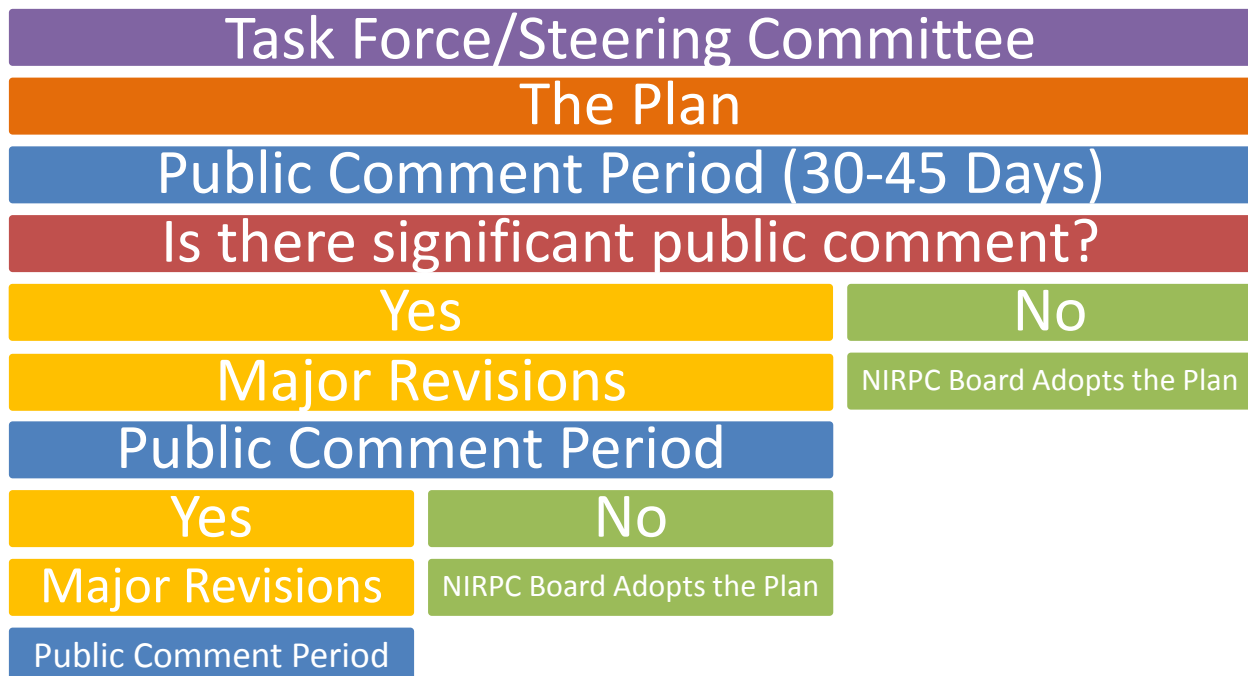 Task Force/Steering Committee
The Plan
Public Comment Period (30-45 Days)
Is there significant public comment?
Yes
No
Major Revisions
NIRPC Board Adopts the Plan
Public Comment Period
Yes
No
Major Revisions
NIRPC Board Adopts the Plan
Public Comment Period